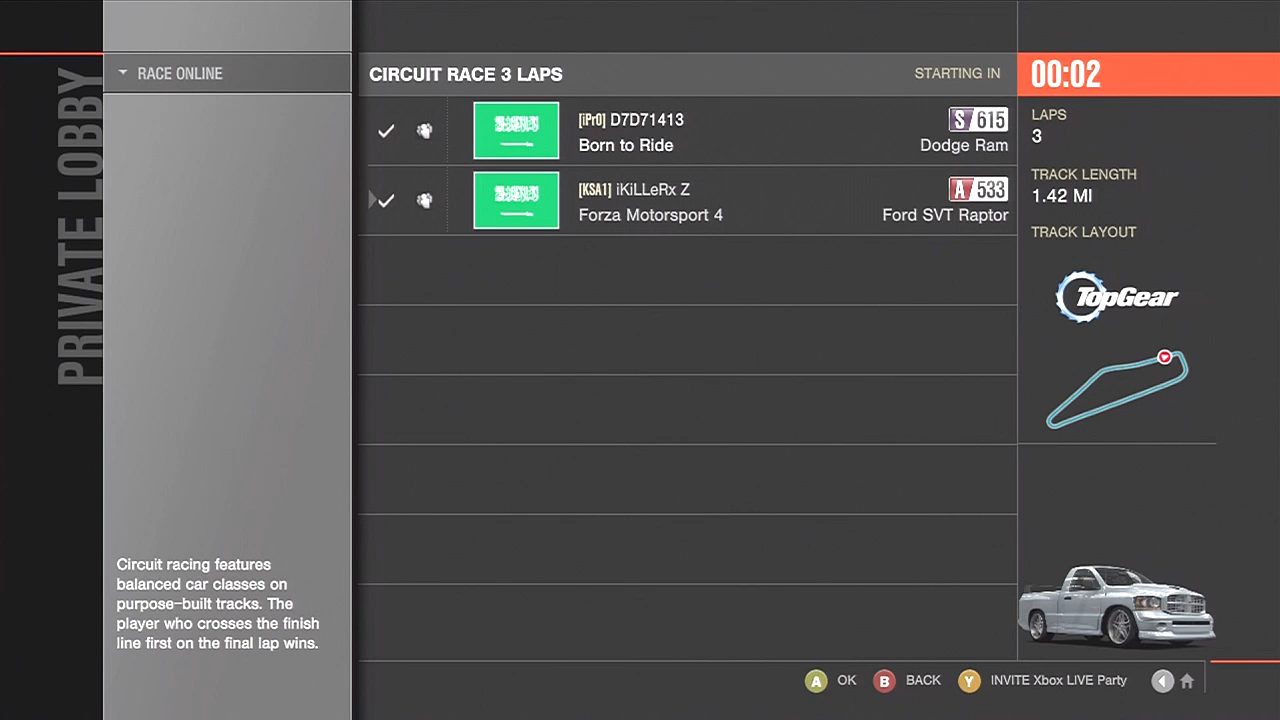 PRIVATE LOBBY
RACE ONLINE
Circuit racing features
balanced car classes on
purpose-built tracks. The
player who crosses the finish
line first on the final lap wins.
CIRCUIT RACE 3 LAPS
STARTING IN
00:02
[iPr0] D7D71413
S 615
Born to Ride
Dodge Ram
[KSA1] iKiLLeRx Z
A 533
Forza Motorsport 4
Ford SVT Raptor
LAPS
3
TRACK LENGTH
1.42 MI
TRACK LAYOUT
TopGear
A OK B BACK Y INVITE Xbox LIVE Party